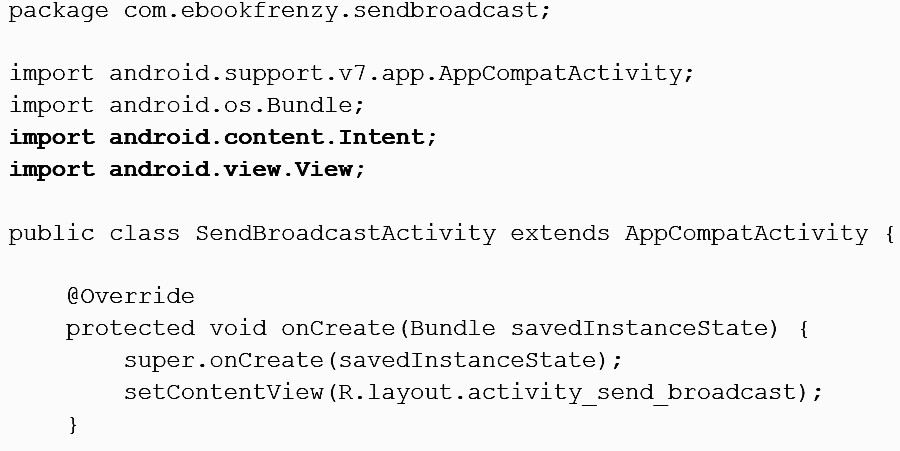 package com.ebookfrenzy.sendbroadcast;
import android.support.v7.app.AppCompatActivity;
import android.os.Bundle;
import android.content.Intent;
import android.view.View;
public class SendBroadcastActivity extends AppCompatActivity {
@Override
protected void onCreate(Bundle savedInstanceState) {
super.onCreate(savedInstanceState);
setContentView(R.layout.activity_send_broadcast);
}